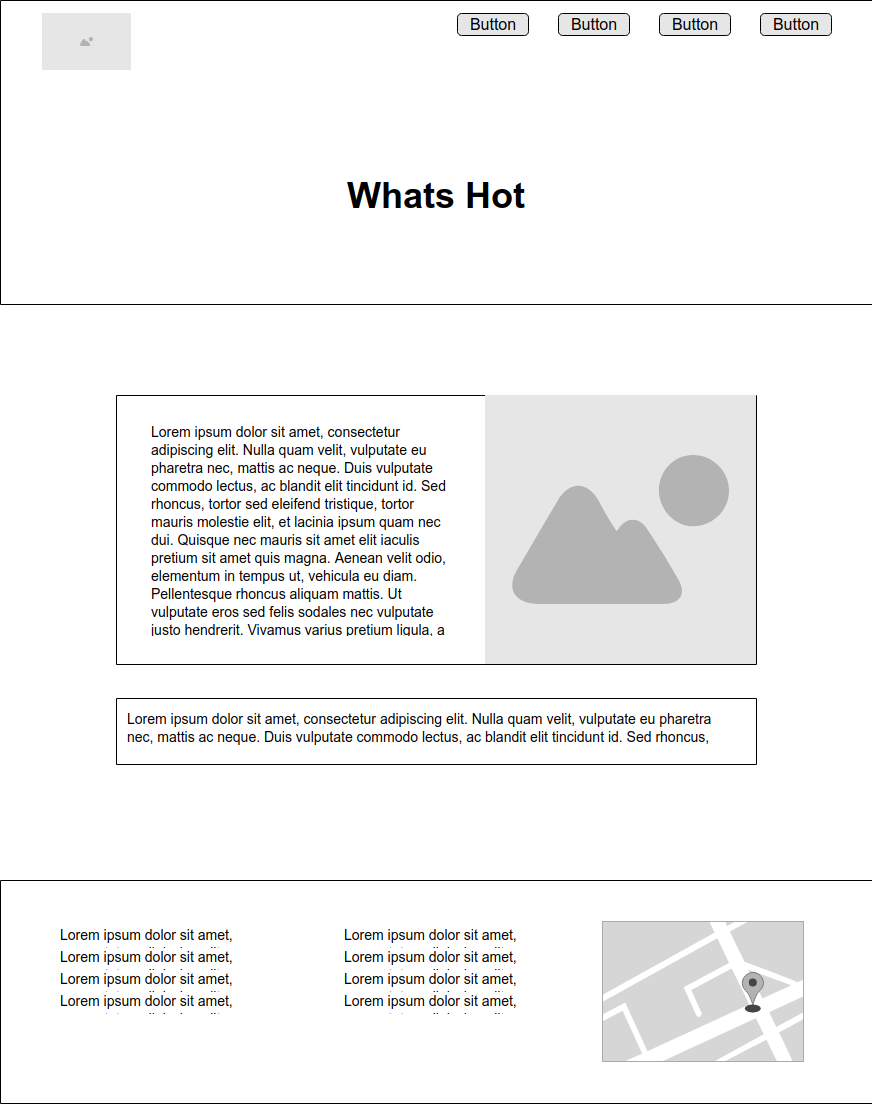 Button Button Button Button
Whats Hot
Lorem ipsum dolor sit amet, consectetur
adipiscing elit. Nulla quam velit, vulputate eu
pharetra nec, mattis ac neque. Duis vulputate
commodo lectus, ac blandit elit tincidunt id. Sed
rhoncus, tortor sed eleifend tristique, tortor
mauris molestie elit, et lacinia ipsum quam nec
dui. Quisque nec mauris sit amet elit iaculis
pretium sit amet quis magna. Aenean velit odio,
elementum in tempus ut, vehicula eu diam.
Pellentesque rhoncus aliquam mattis. Ut
vulputate eros sed felis sodales nec vulputate
justo hendrerit. Vivamus varius pretium ligula, a
Lorem ipsum dolor sit amet, consectetur adipiscing elit. Nulla quam velit, vulputate eu pharetra
nec, mattis ac neque. Duis vulputate commodo lectus, ac blandit elit tincidunt id. Sed rhoncus,
Lorem ipsum dolor sit amet,
Lorem ipsum dolor sit amet,
Lorem ipsum dolor sit amet,
Lorem ipsum dolor sit amet,
Lorem ipsum dolor sit amet,
Lorem ipsum dolor sit amet,
Lorem ipsum dolor sit amet,
Lorem ipsum dolor sit amet,